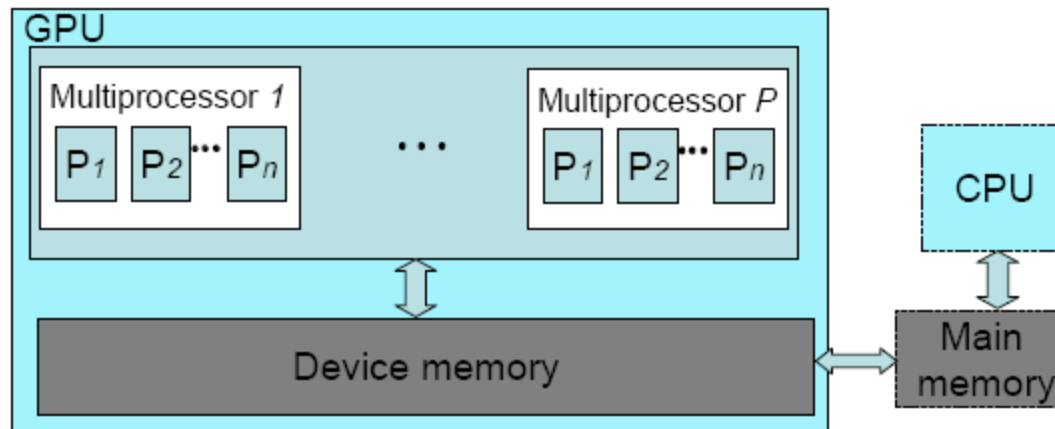 GPU
Multiprocessor 1
P1 P2 ... Pn
...
Multiprocessor P
P1 P2 ... Pn
CPU
Device memory
Main
memory